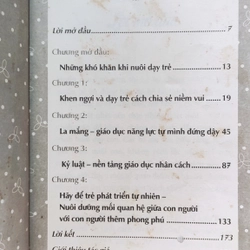 Lời mở đầu 7
Chương mở đầu:
Những khó khăn khi nuôi dạy trẻ 13
Chương 1:
Khen ngợi và dạy trẻ cách chia sẻ niềm vui 19
Chương 2:
La mắng – giáo dục năng lực tự mình đứng dậy 45
Chương 3:
Kỷ luật – nền tảng giáo dục nhân cách 87
Chương 4:
Hãy để trẻ phát triển tự nhiên –
Nuôi dưỡng mối quan hệ giữa con người
với con người thêm phong phú 133
Lời kết 173
Giới thiệu tác giả